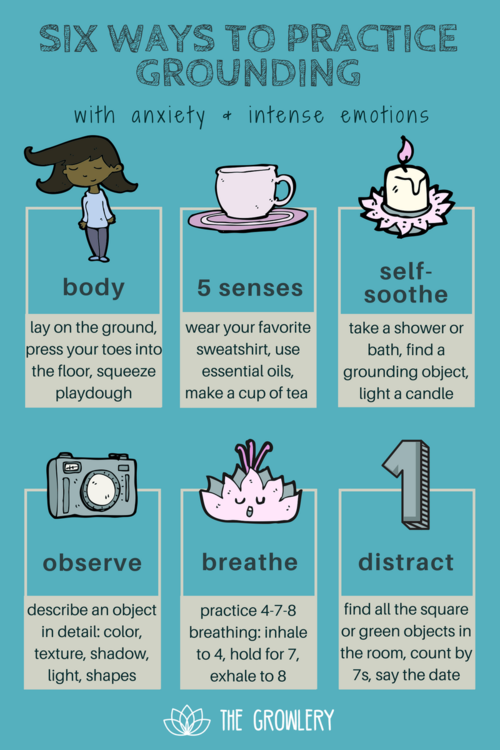 SIX WAYS TO PRACTICE
GROUNDING
with anxiety & intense emotions
body
lay on the ground,
press your toes into
the floor, squeeze
playdough
5 senses
wear your favorite
sweatshirt, use
essential oils,
make a cup of tea
self-
soothe
take a shower or
bath, find a
grounding object,
light a candle
observe
describe an object
in detail: color,
texture, shadow,
light, shapes
breathe
practice 4-7-8
breathing: inhale
to 4, hold for 7,
exhale to 8
1
distract
find all the square
or green objects in
the room, count by
7s, say the date
THE GROWLERY